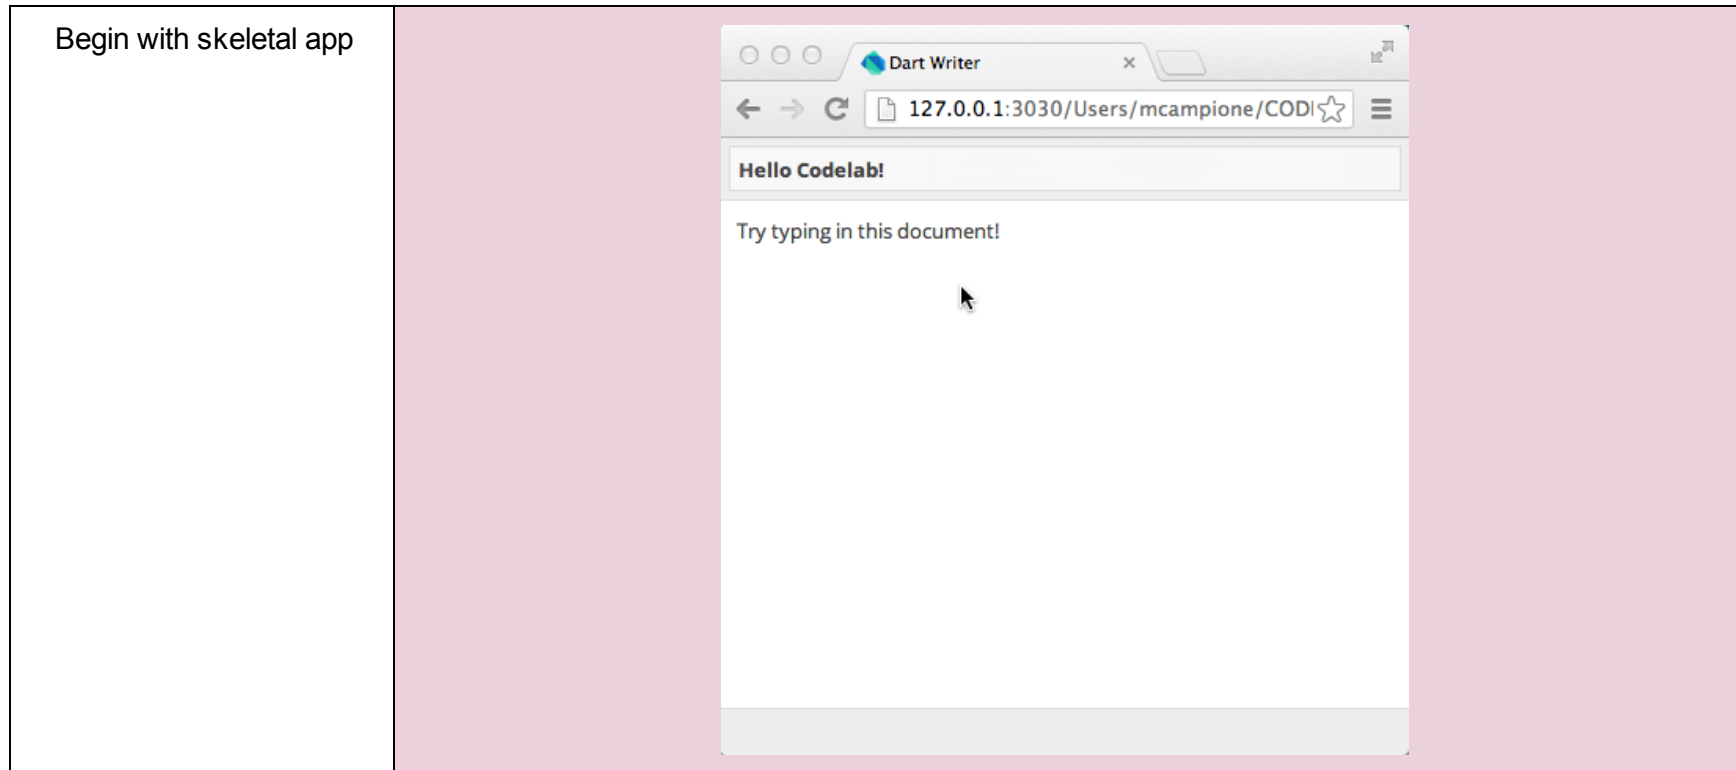 Begin with skeletal app
Dart Writer
127.0.0.1:3030/Users/mcampione/COD
Hello Codelab!
Try typing in this document!